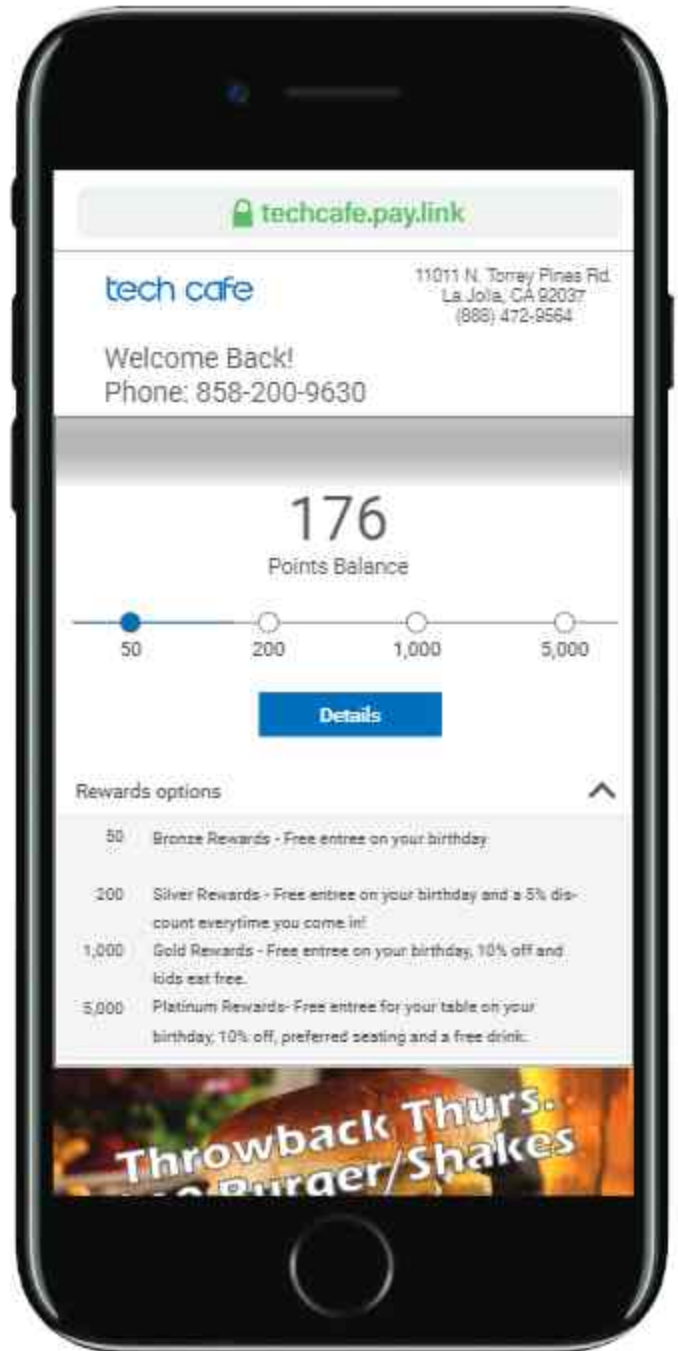 techcafe.pay.link
tech cafe
11011 N. Torrey Pines Rd.
La Jolla, CA 92037
(888) 472-9564
Welcome Back!
Phone: 858-200-9630
176
Points Balance
50 200 1,000 5,000
Details
Rewards options
50 Bronze Rewards - Free entree on your birthday
200 Silver Rewards - Free entree on your birthday and a 5% dis-
count everytime you come in!
1,000 Gold Rewards - Free entree on your birthday, 10% off and
kids eat free.
5,000 Platinum Rewards- Free entree for your table on your
birthday, 10% off, preferred seating and a free drink.
Throwback Thurs.
Burger/Shakes